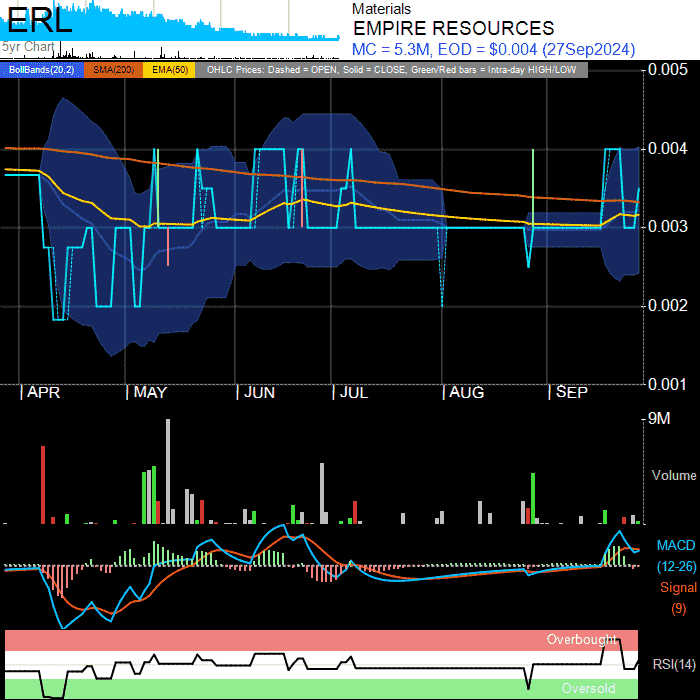 ERL
5yr Chart
Materials
EMPIRE RESOURCES
MC = 5.3M, EOD = $0.004 (27Sep2024)
BollBands(20,2) SMA(200) EMA(50) OHLC Prices: Dashed = OPEN, Solid = CLOSE, Green/Red bars = Intra-day HIGH/LOW
0.005
0.004
0.003
0.002
0.001
APR MAY JUN JUL AUG SEP
9M
Volume
MACD
(12-26)
Signal
(9)
Overbought
RSI(14)
Oversold